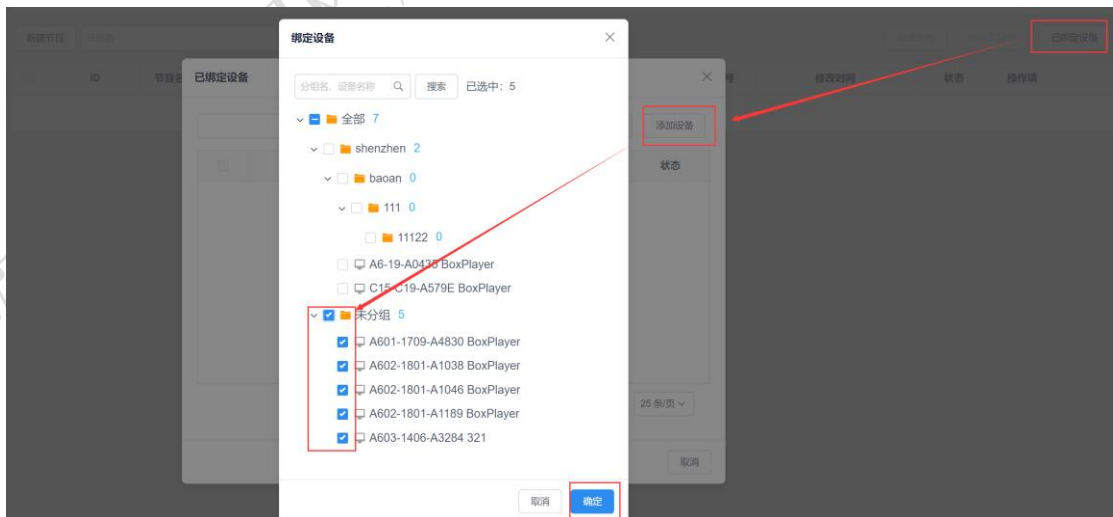 新建节目 节目名
已绑定设备
ID 节目名 号 修改时间 状态 操作项
已绑定设备
添加设备
状态
25 条/页
取消
绑定设备
分组名、设备名称 搜索 已选中：5
全部 7
shenzhen 2
baoan 0
111 0
11122 0
A6-19-A0435 BoxPlayer
C15-C19-A579E BoxPlayer
未分组 5
A601-1709-A4830 BoxPlayer
A602-1801-A1038 BoxPlayer
A602-1801-A1046 BoxPlayer
A602-1801-A1189 BoxPlayer
A603-1406-A3284 321
取消 确定